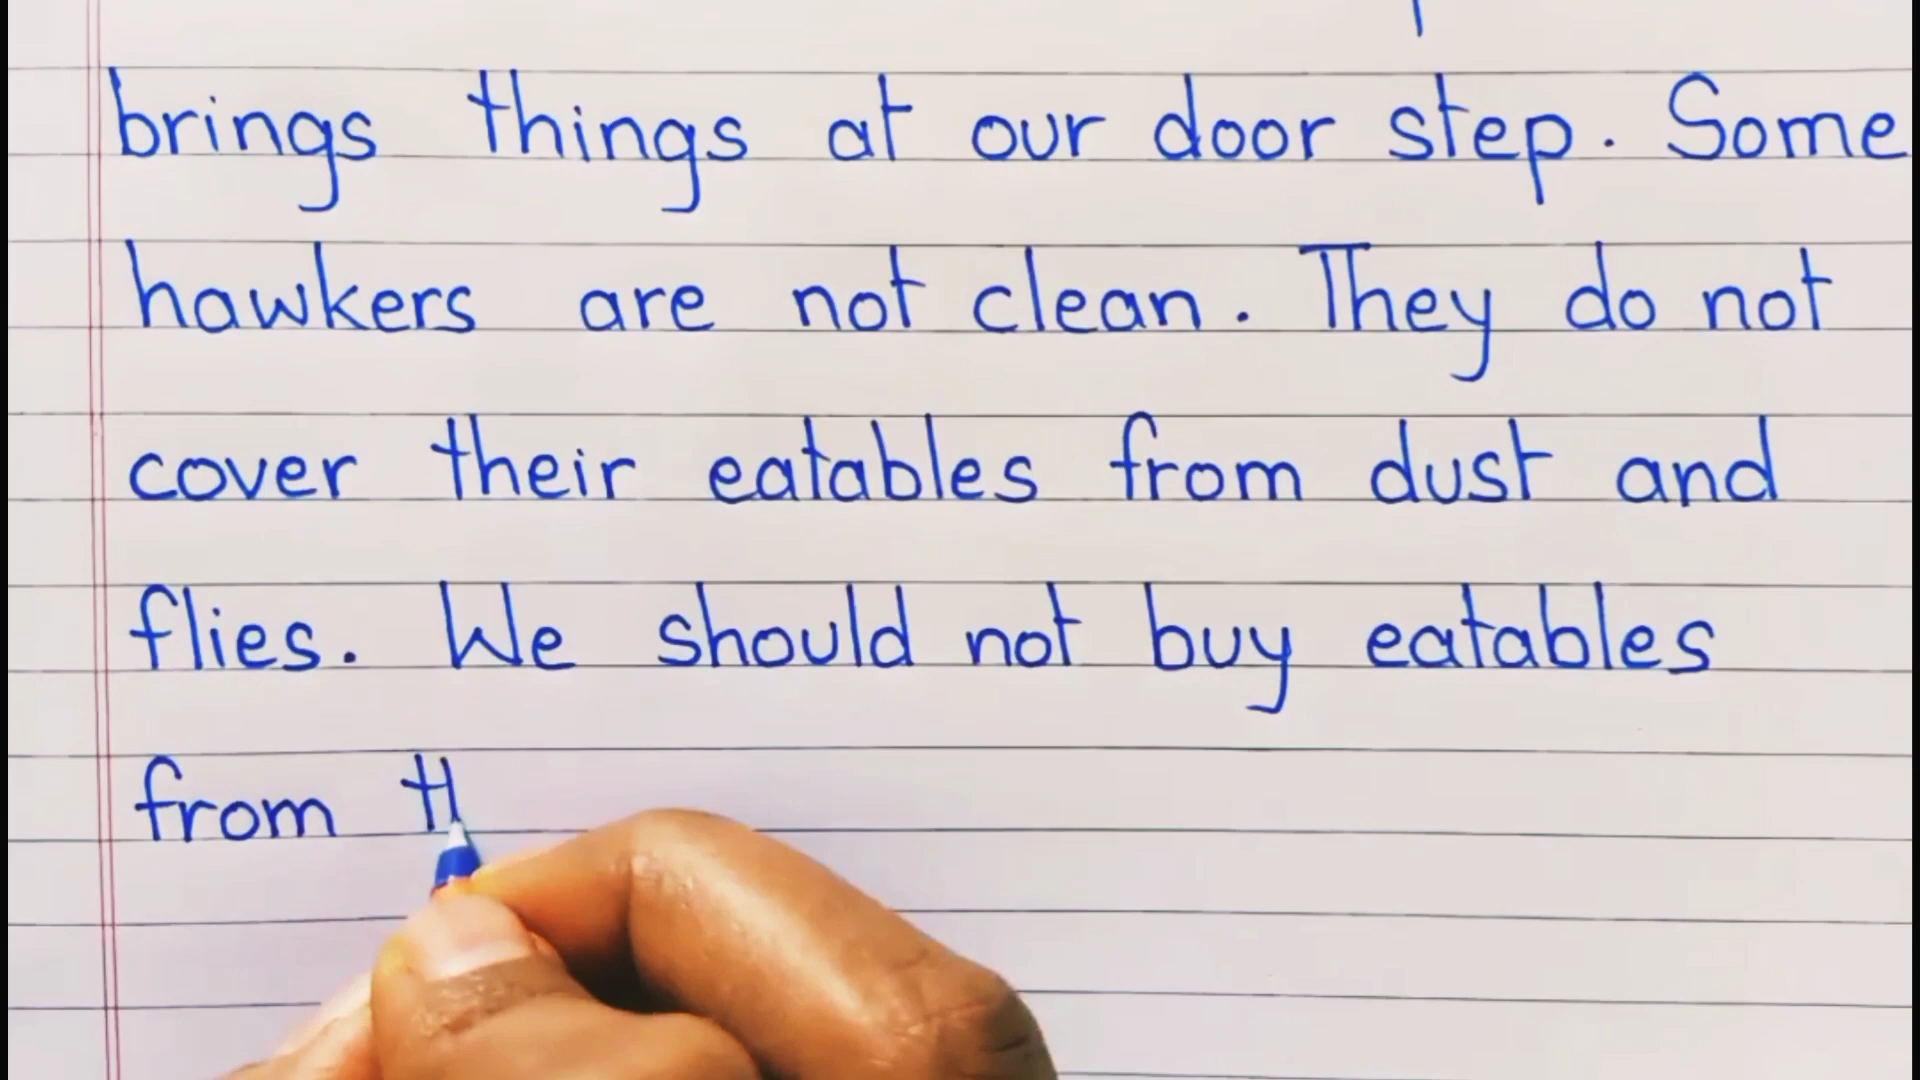 brings things at our door step. Some
hawkers are not clean. They do not
cover their eatables from dust and
flies. We should not buy eatables
from th